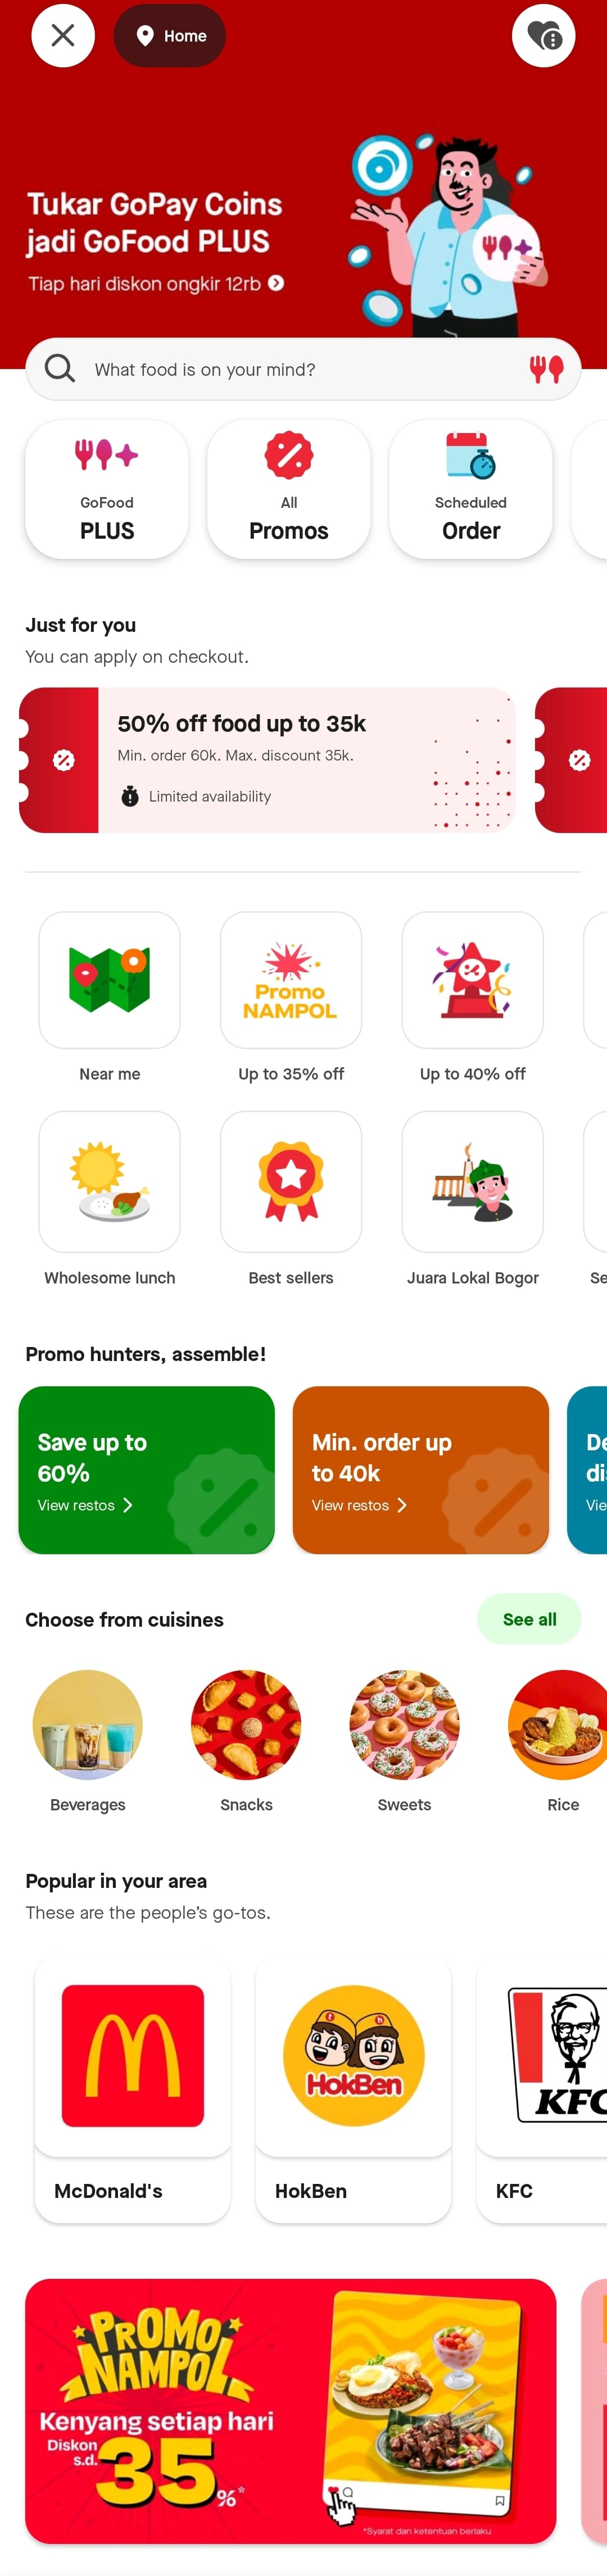 Home
Tukar GoPay Coins
jadi GoFood PLUS
Tiap hari diskon ongkir 12rb
What food is on your mind?
GoFood
PLUS
All
Promos
Scheduled
Order
Just for you
You can apply on checkout.
50% off food up to 35k
Min. order 60k. Max. discount 35k.
Limited availability
Promo
NAMPOL
Near me
Up to 35% off
Up to 40% off
Wholesome lunch
Best sellers
Juara Lokal Bogor
Se
Promo hunters, assemble!
Save up to
60%
View restos
Min. order up
to 40k
View restos
De
di
Vie
Choose from cuisines
See all
Beverages
Snacks
Sweets
Rice
Popular in your area
These are the people's go-tos.
HokBen
KFC
McDonald's
HokBen
KFC
PROMO
NAMPOL
Kenyang setiap hari
Diskon
s.d. 35%*
*Syarat dan ketentuan berlaku